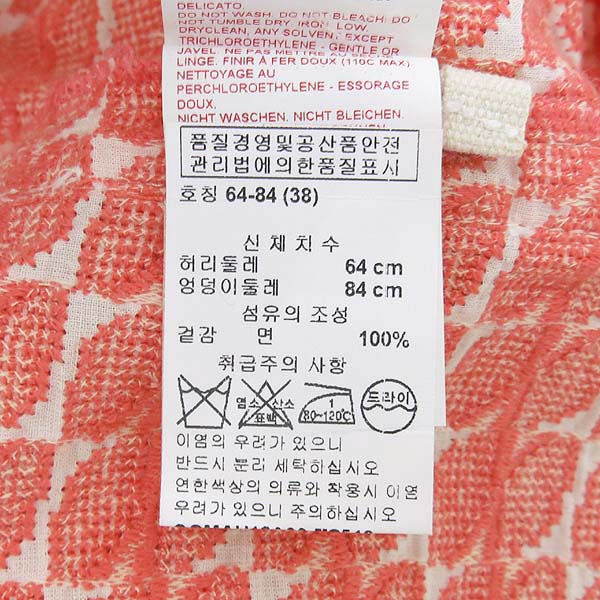 DELICATO.
DO NOT WASH. DO NOT BLEACH. DO
NOT TUMBLE DRY. IRON, LOW
DRYCLEAN, ANY SOLVENT EXCEPT
TRICHLOROETHYLENE - GENTLE OR
JAVEL. NE PAS METTRE AU
LINGE. FINIR À FER DOUX (110C MAX)
NETTOYAGE AU
PERCHLOROETHYLENE - ESSORAGE
DOUX.
NICHT WASCHEN. NICHT BLEICHEN.
품질경영및공산품안전
관리법에의한품질표시
호칭 64-84 (38)
신체치수
허리둘레 64 cm
엉덩이둘레 84 cm
섬유의 조성
겉감 면 100%
취급주의 사항
염소 산소 1 드라이
표백 80~120℃
이염의 우려가 있으니
반드시 분리 세탁하십시오
연한색상의 의류와 착용시 이염
우려가 있으니 주의하십시오